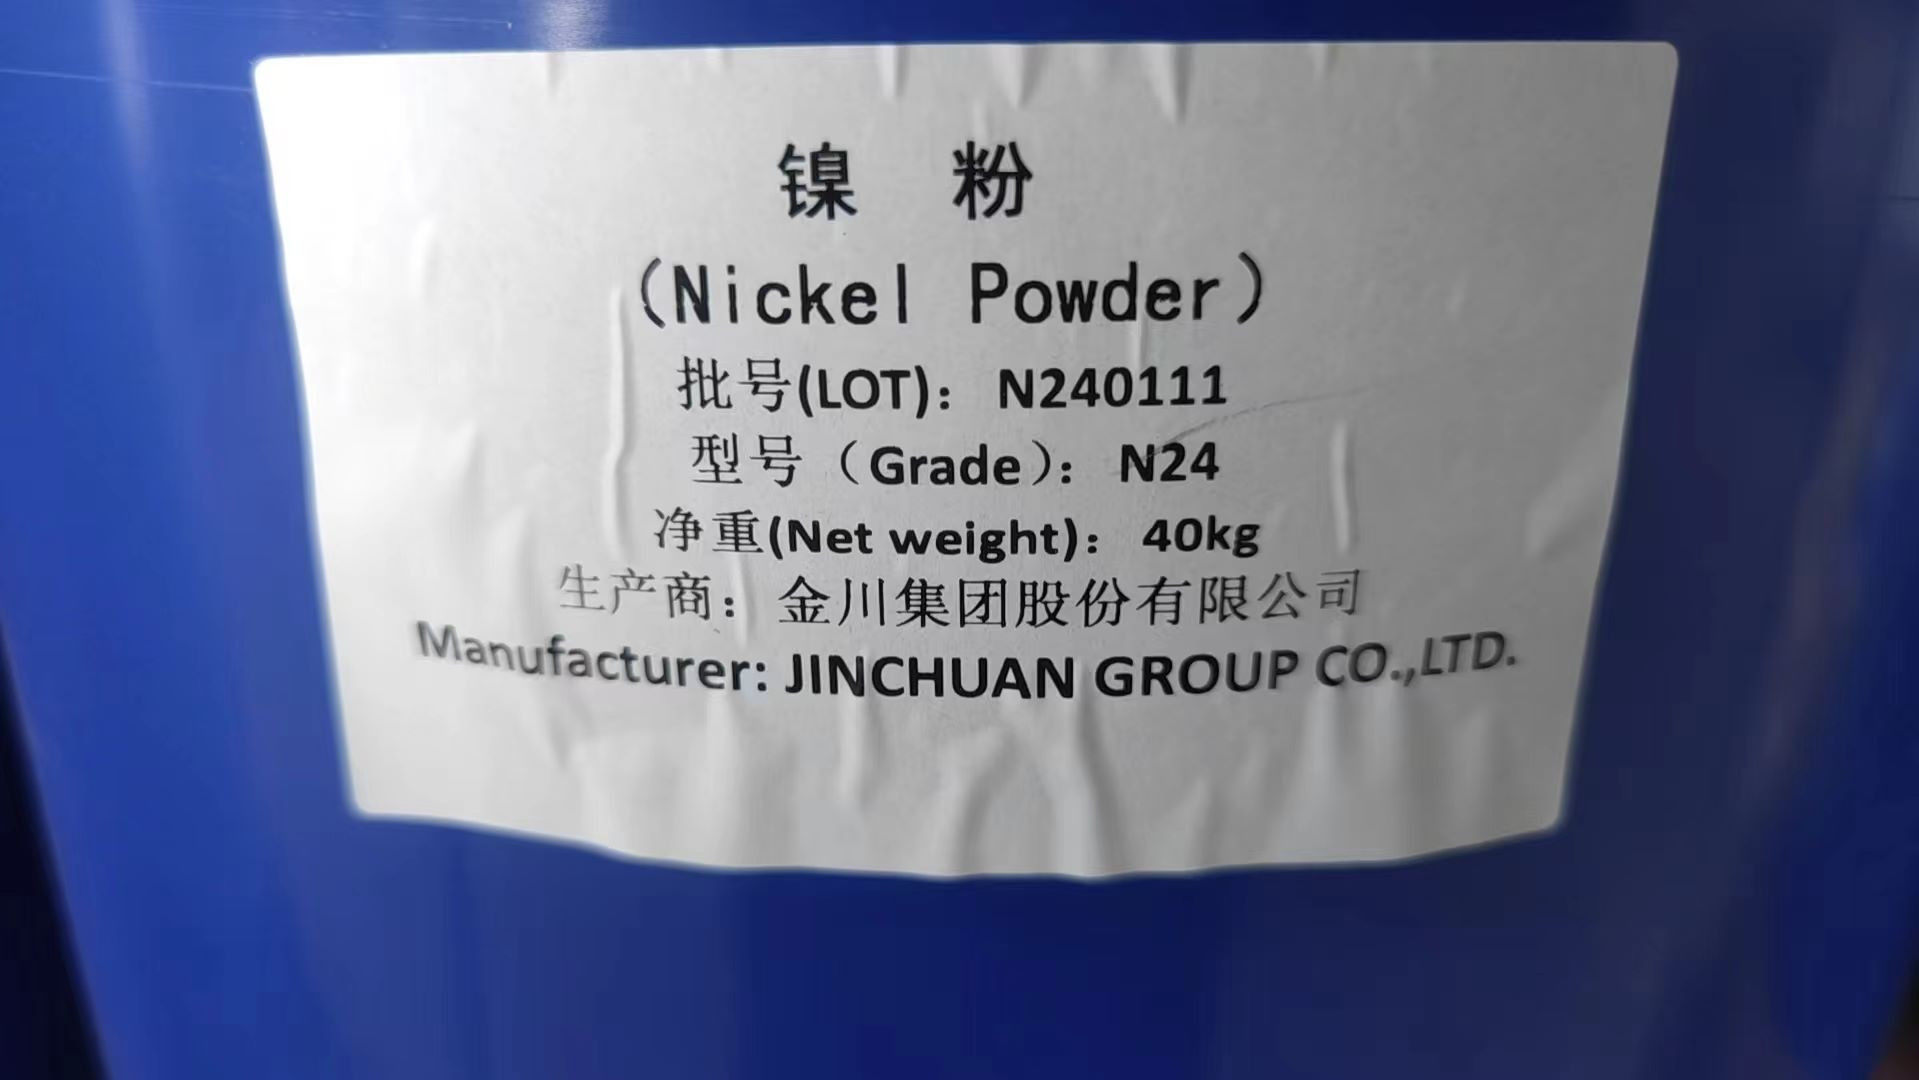 镍 粉
（Nickel Powder）
批号(LOT)： N240111
型号（Grade）： N24
净重(Net weight)： 40kg
生产商： 金川集团股份有限公司
Manufacturer: JINCHUAN GROUP CO.,LTD.